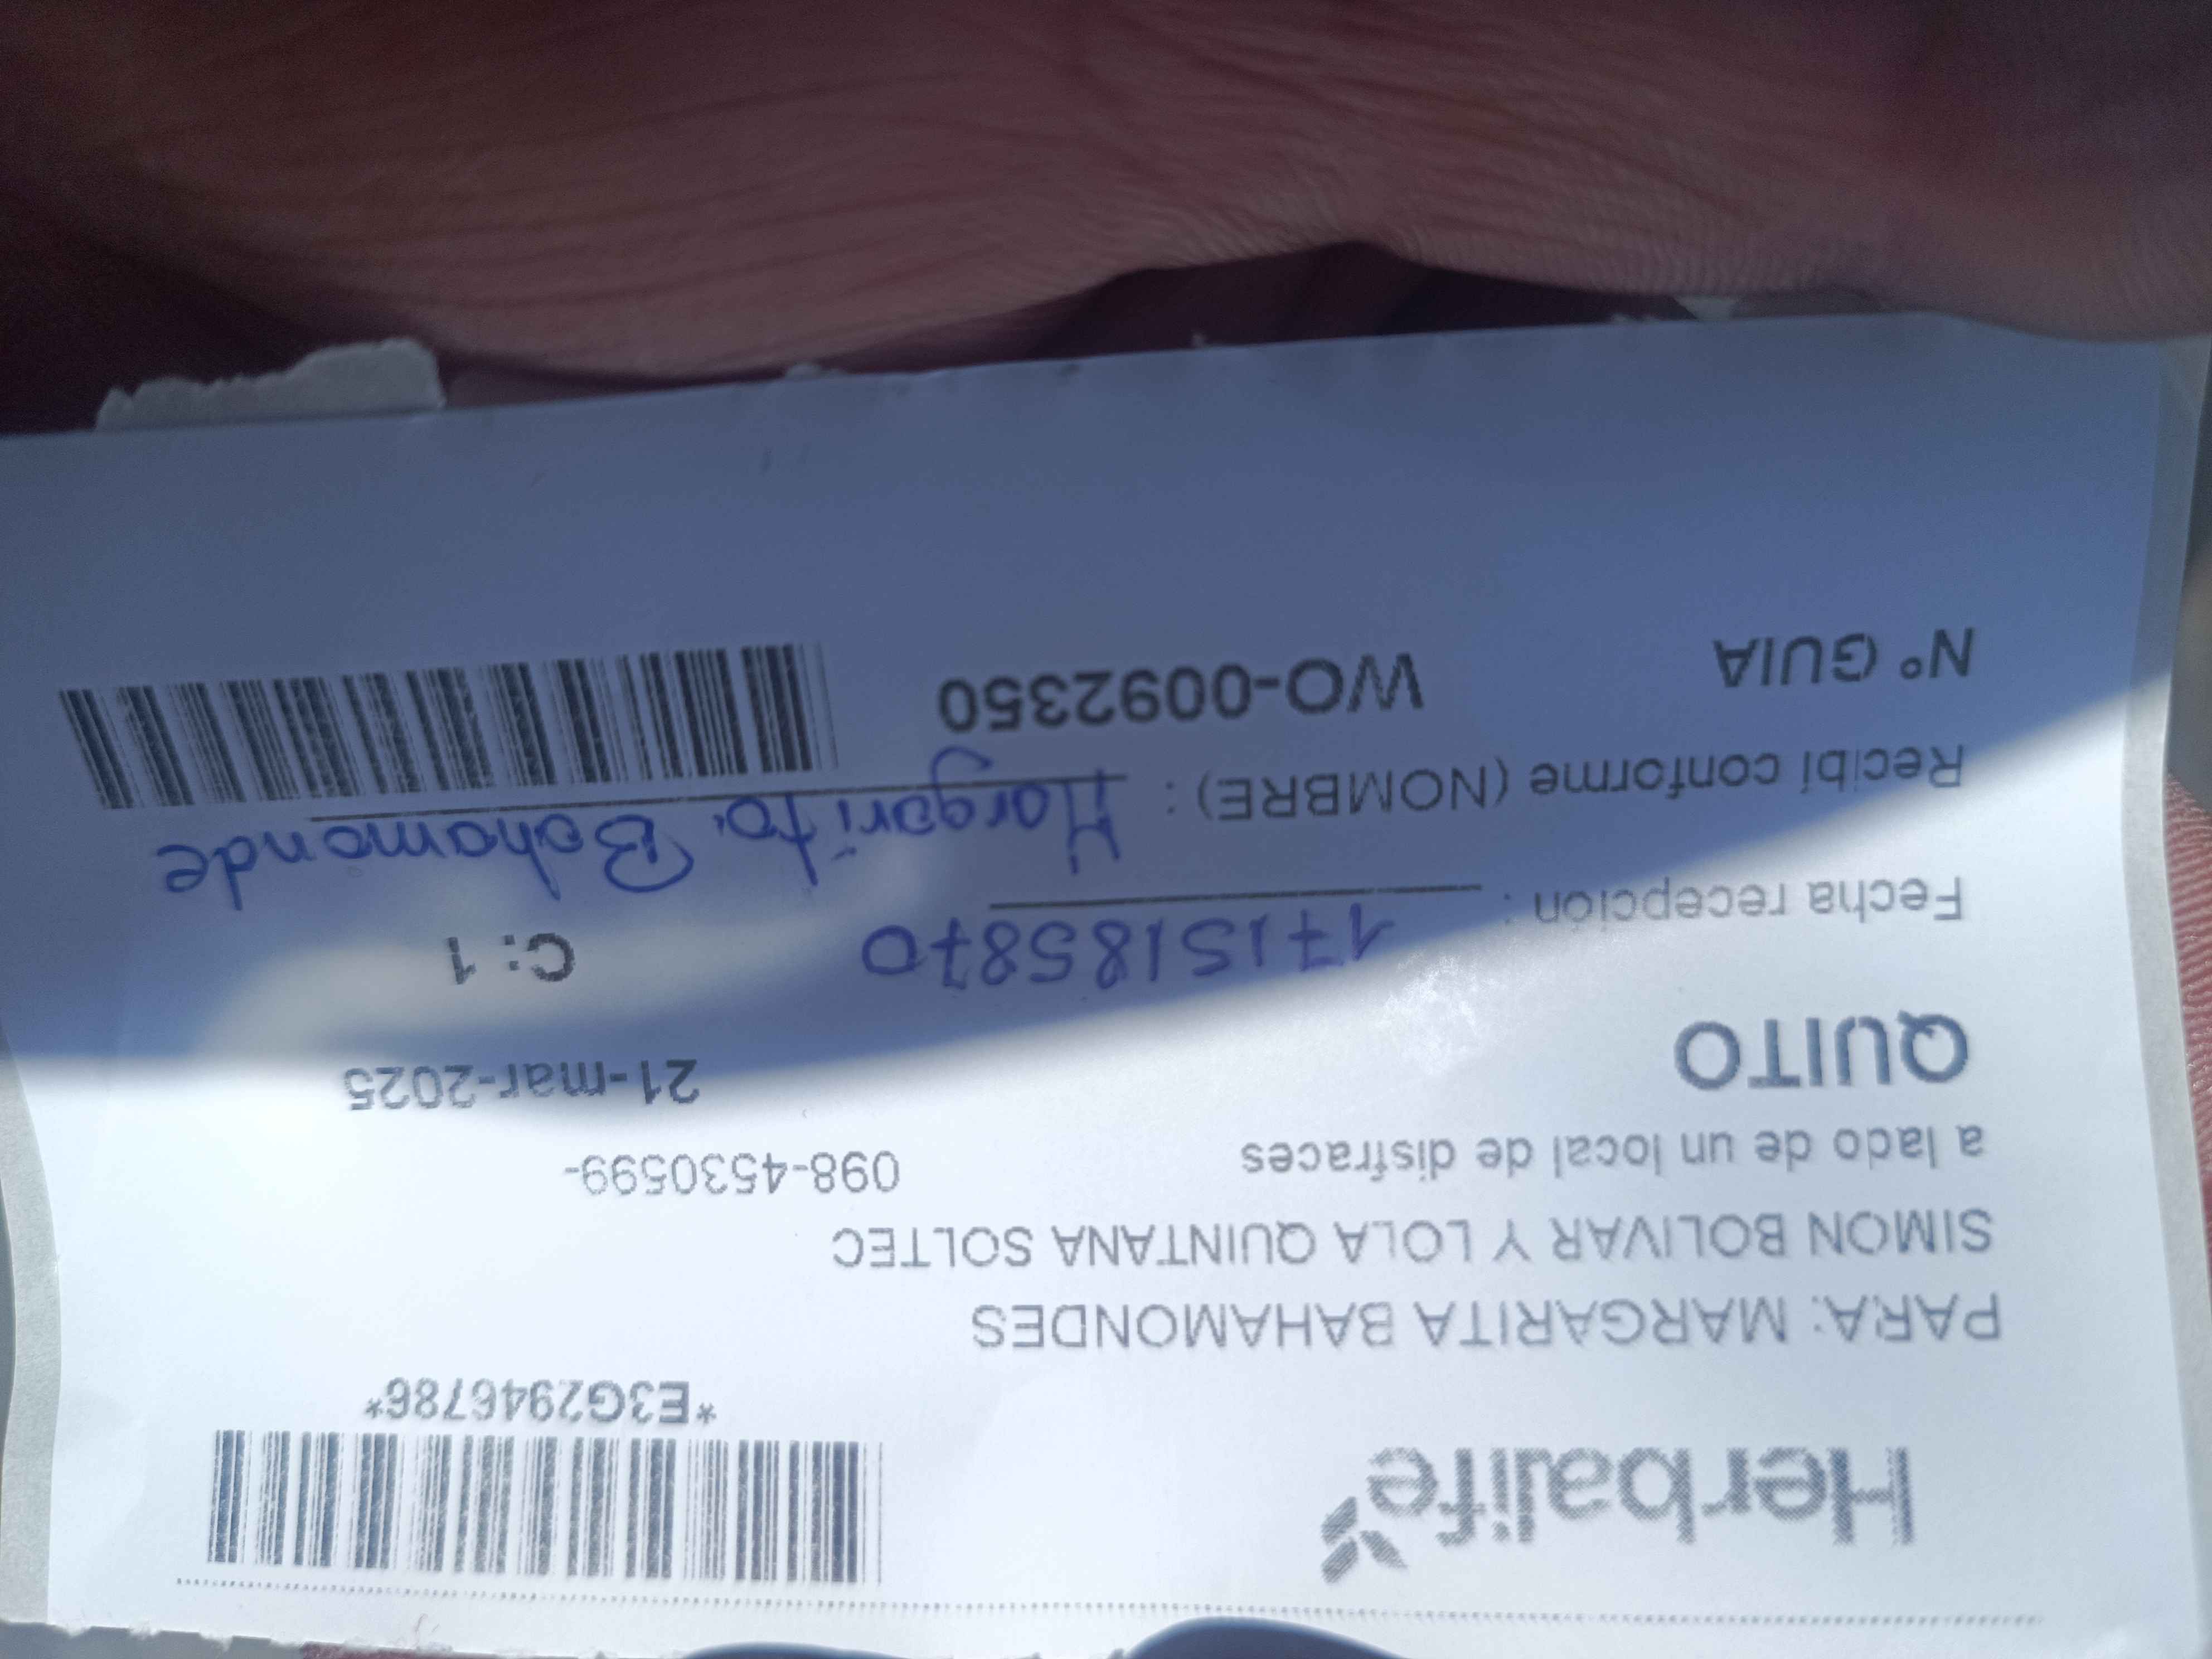 Herbalife
*E3G2946786*
PARA: MARGARITA BAHAMONDES
SIMON BOLIVAR Y LOLA QUINTANA SOLTEC
a lado de un local de disfraces 098-4530599-
QUITO 21-mar-2025
Fecha recepción : 1715185870 C: 1
Recibí conforme (NOMBRE) : Margarita Bahamonde
N° GUIA WO-0092350